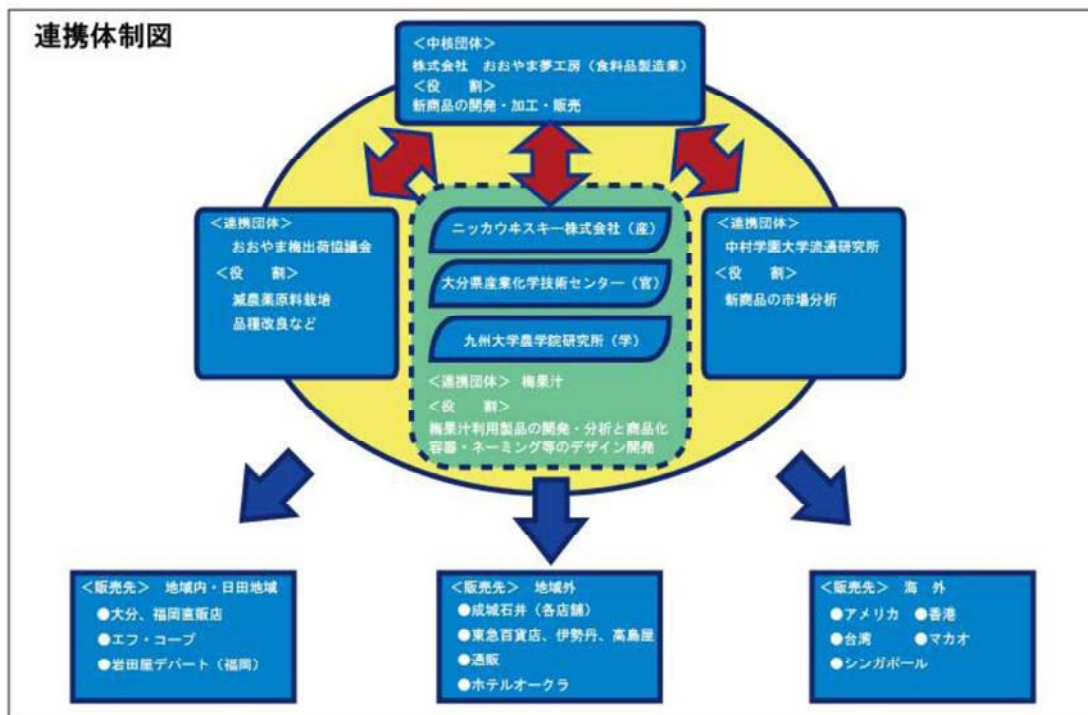 連携体制図
<中核団体>
株式会社　おおやま夢工房（食料品製造業）
<役　割>
新商品の開発・加工・販売
<連携団体>
おおやま梅出荷協議会
<役　割>
減農薬原料栽培
品種改良など
ニッカウヰスキー株式会社（産）
大分県産業化学技術センター（官）
九州大学農学院研究所（学）
<連携団体>　梅果汁
<役　割>
梅果汁利用製品の開発・分析と商品化
容器・ネーミング等のデザイン開発
<連携団体>
中村学園大学流通研究所
<役　割>
新商品の市場分析
<販売先>　地域内・日田地域
●大分、福岡直販店
●エフ・コープ
●岩田屋デパート（福岡）
<販売先>　地域外
●成城石井（各店舗）
●東急百貨店、伊勢丹、高島屋
●通販
●ホテルオークラ
<販売先>　海　外
●アメリカ　●香港
●台湾　●マカオ
●シンガポール